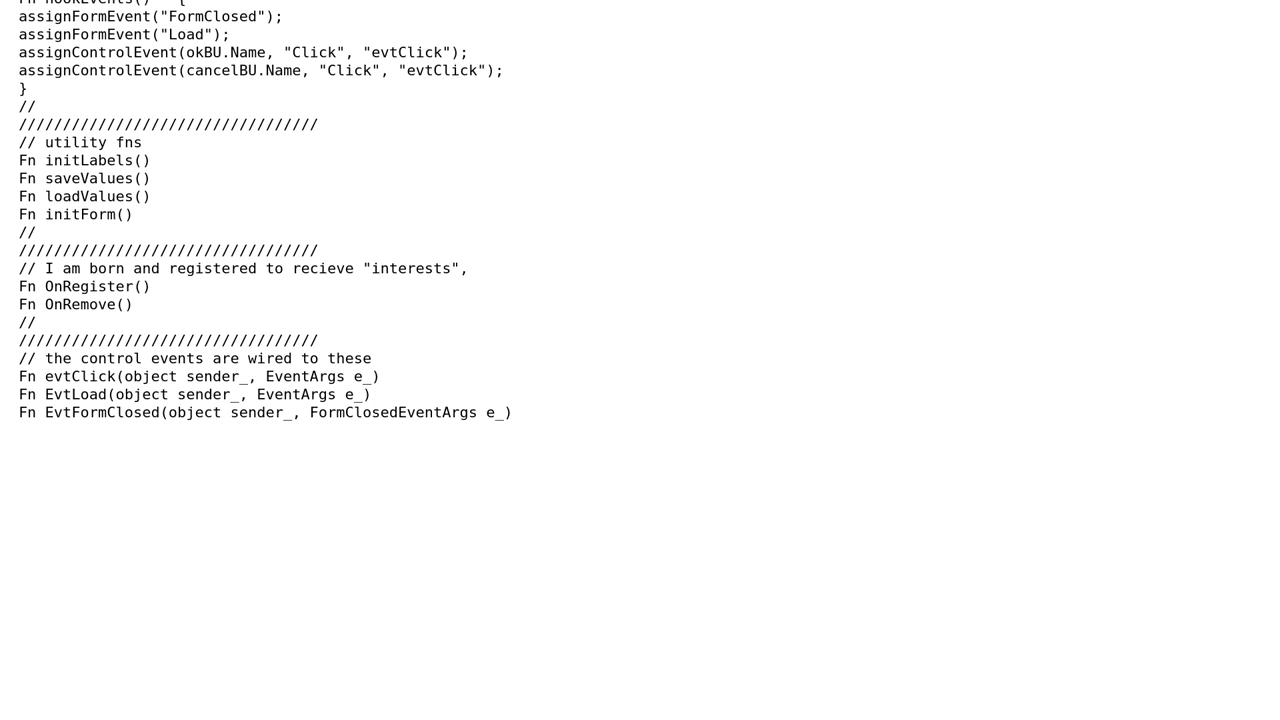 Fn hookEvents()   {
assignFormEvent("FormClosed");
assignFormEvent("Load");
assignControlEvent(okBU.Name, "Click", "evtClick");
assignControlEvent(cancelBU.Name, "Click", "evtClick");
}
//
//////////////////////////////////
// utility fns
Fn initLabels()
Fn saveValues()
Fn loadValues()
Fn initForm()
//
//////////////////////////////////
// I am born and registered to recieve "interests",
Fn OnRegister()
Fn OnRemove()
//
//////////////////////////////////
// the control events are wired to these
Fn evtClick(object sender_, EventArgs e_)
Fn EvtLoad(object sender_, EventArgs e_)
Fn EvtFormClosed(object sender_, FormClosedEventArgs e_)